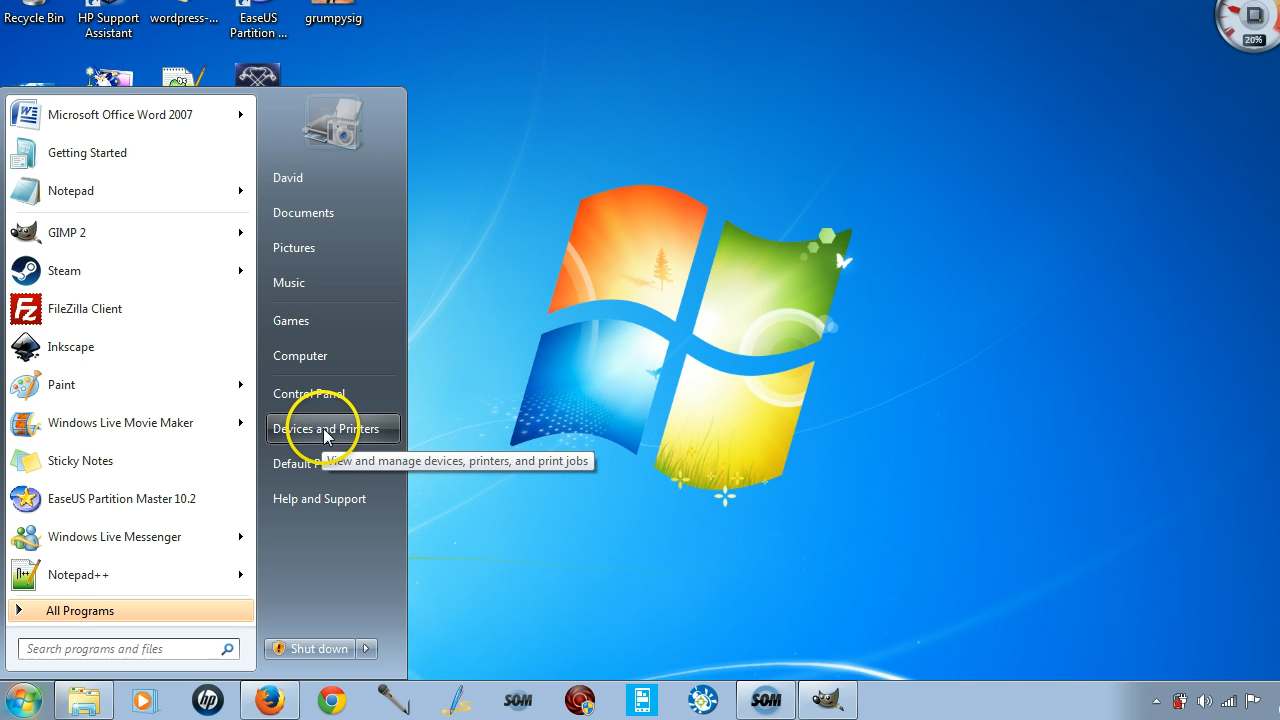 Recycle Bin
HP Support
Assistant
wordpress-...
EaseUS
Partition ...
grumpysig
20%
Microsoft Office Word 2007
Getting Started
Notepad
GIMP 2
Steam
FileZilla Client
Inkscape
Paint
Windows Live Movie Maker
Sticky Notes
EaseUS Partition Master 10.2
Windows Live Messenger
Notepad++
All Programs
Search programs and files
David
Documents
Pictures
Music
Games
Computer
Control Panel
Devices and Printers
View and manage devices, printers, and print jobs
Default P
Help and Support
Shut down
hp
SOM
SOM